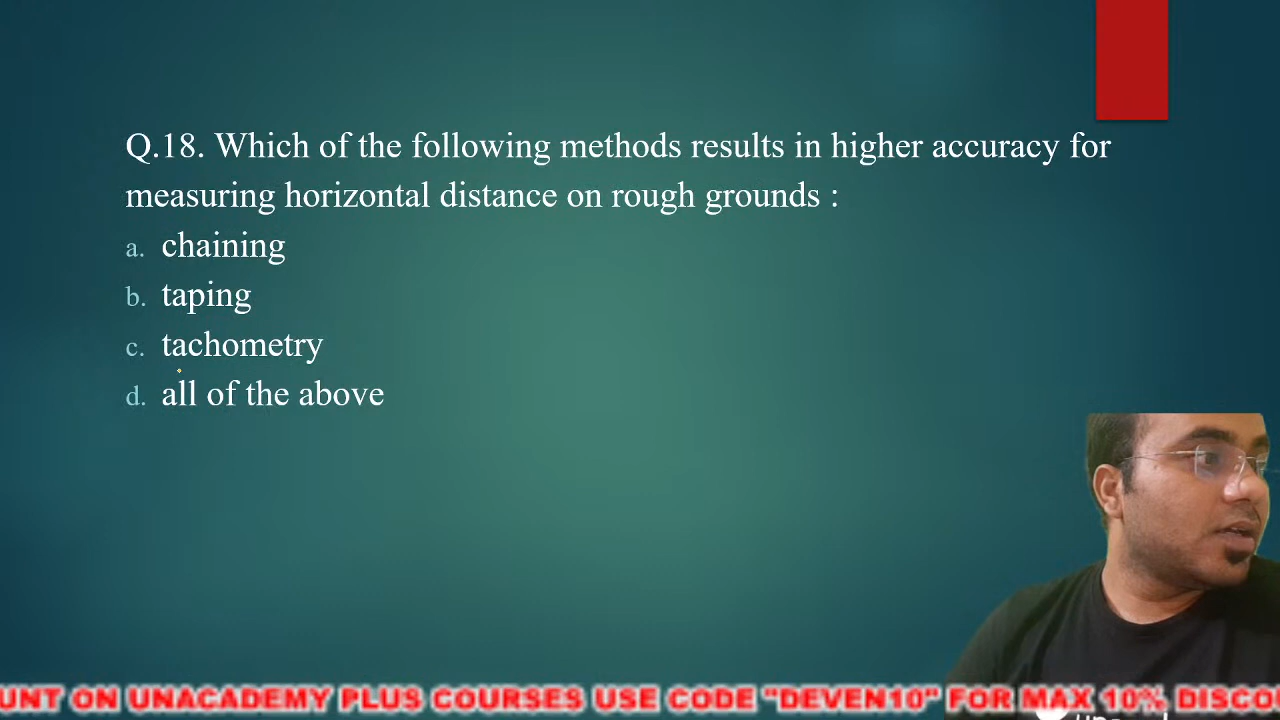 Q.18. Which of the following methods results in higher accuracy for
measuring horizontal distance on rough grounds :
a. chaining
b. taping
c. tachometry
d. all of the above
UNT ON UNACADEMY PLUS COURSES USE CODE "DEVEN10" FOR MAX 10% DISCO